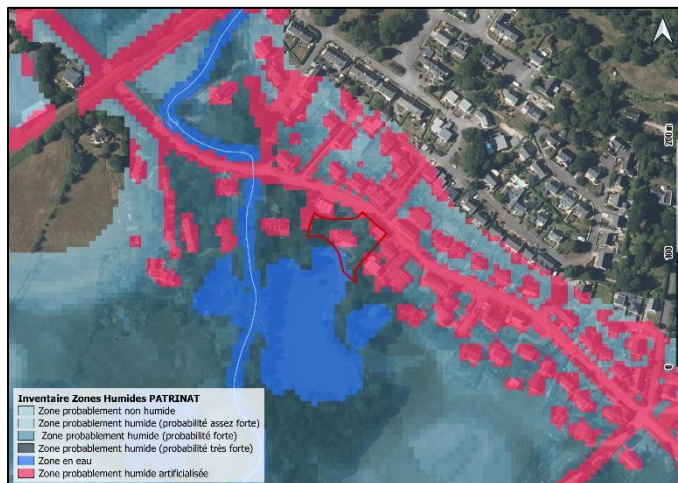 200 m
100
0
Inventaire Zones Humides PATRINAT
Zone probablement non humide
Zone probablement humide (probabilité assez forte)
Zone probablement humide (probabilité forte)
Zone probablement humide (probabilité très forte)
Zone en eau
Zone probablement humide artificialisée